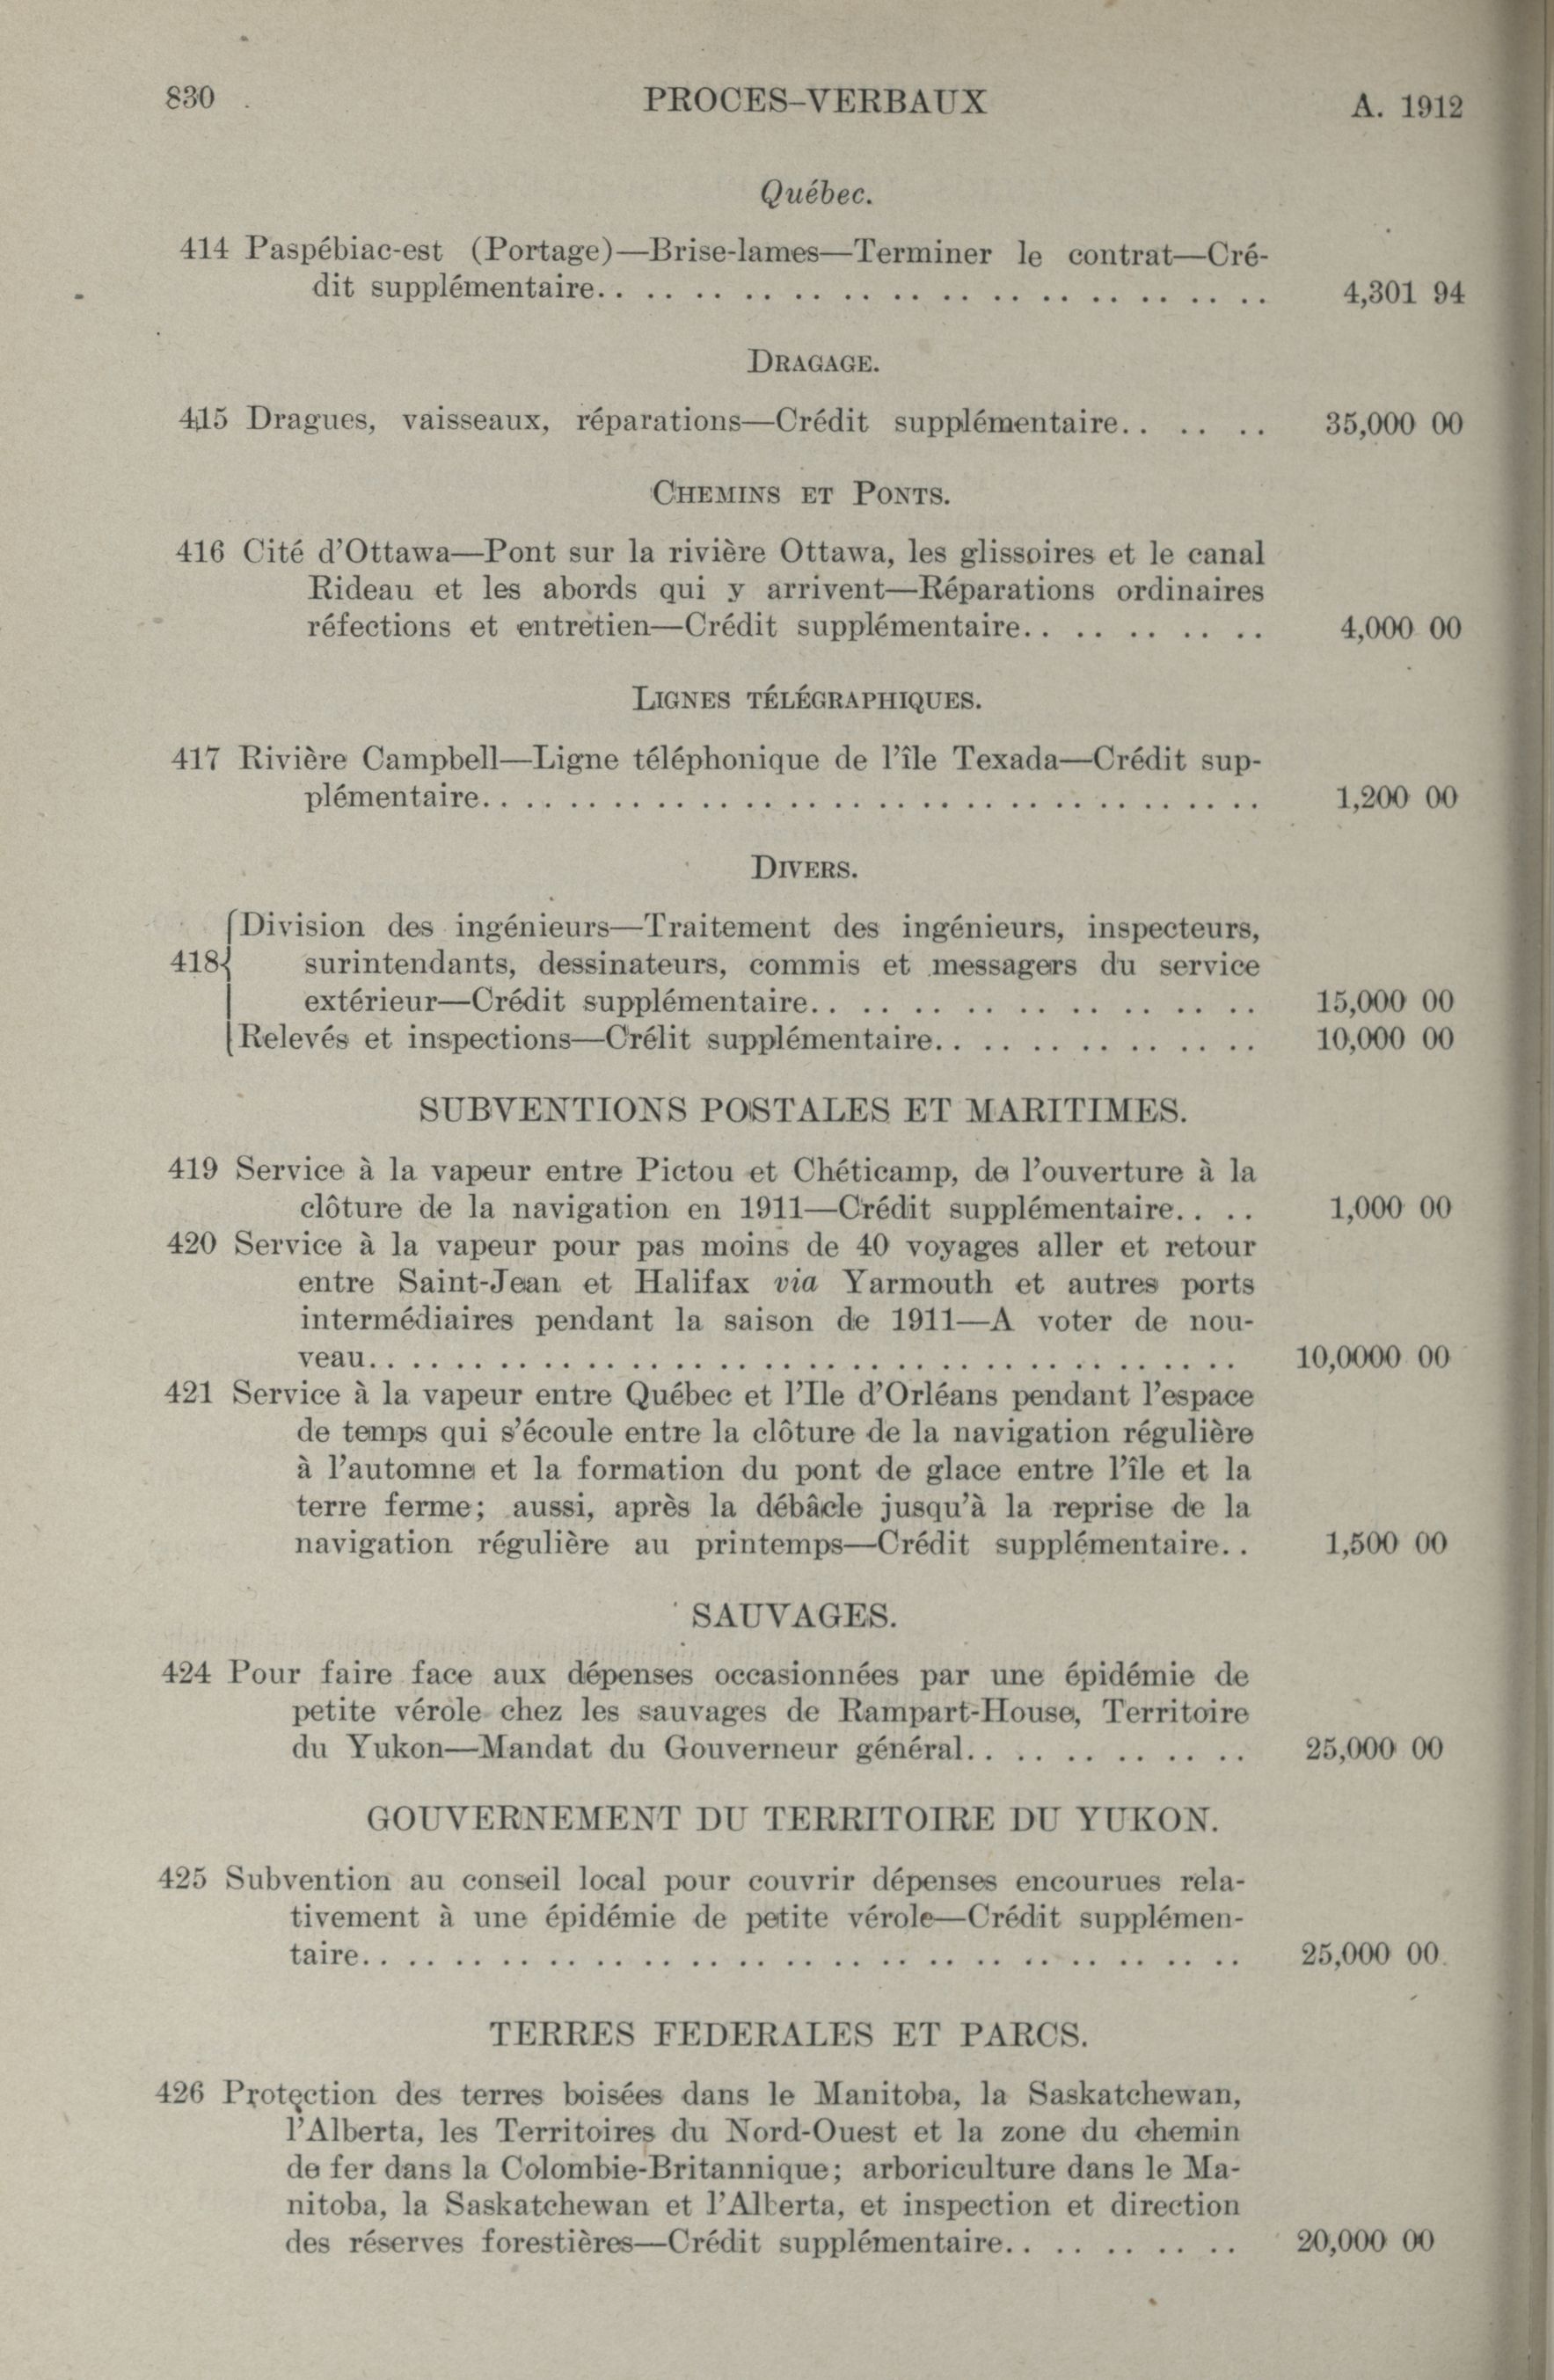 830 PROCES-VERBAUX A. 1912
Québec.
414 Paspébiac-est (Portage)—Brise-lames—Terminer le contrat—Cré-
dit supplémentaire. . . . . . . . . . . . . . . . . . . . . . . . . . . . 4,301 94
DRAGAGE.
415 Dragues, vaisseaux, réparations—Crédit supplémentaire. . . . . . 35,000 00
CHEMINS ET PONTS.
416 Cité d'Ottawa—Pont sur la rivière Ottawa, les glissoires et le canal
Rideau et les abords qui y arrivent—Réparations ordinaires
réfections et entretien—Crédit supplémentaire. . . . . . . . . . 4,000 00
LIGNES TÉLÉGRAPHIQUES.
417 Rivière Campbell—Ligne téléphonique de l'île Texada—Crédit sup-
plémentaire. . . . . . . . . . . . . . . . . . . . . . . . . . . . . . . . . . 1,200 00
DIVERS.
Division des ingénieurs—Traitement des ingénieurs, inspecteurs,
418 surintendants, dessinateurs, commis et messagers du service
extérieur—Crédit supplémentaire. . . . . . . . . . . . . . . . . . 15,000 00
Relevés et inspections—Crélit supplémentaire. . . . . . . . . . . . . . 10,000 00
SUBVENTIONS POSTALES ET MARITIMES.
419 Service à la vapeur entre Pictou et Chéticamp, de l'ouverture à la
clôture de la navigation en 1911—Crédit supplémentaire. . . . 1,000 00
420 Service à la vapeur pour pas moins de 40 voyages aller et retour
entre Saint-Jean et Halifax via Yarmouth et autres ports
intermédiaires pendant la saison de 1911—A voter de nou-
veau. . . . . . . . . . . . . . . . . . . . . . . . . . . . . . . . . . . . . . . . 10,0000 00
421 Service à la vapeur entre Québec et l'Ile d'Orléans pendant l'espace
de temps qui s'écoule entre la clôture de la navigation régulière
à l'automne et la formation du pont de glace entre l'île et la
terre ferme; aussi, après la débâcle jusqu'à la reprise de la
navigation régulière au printemps—Crédit supplémentaire. . 1,500 00
SAUVAGES.
424 Pour faire face aux dépenses occasionnées par une épidémie de
petite vérole chez les sauvages de Rampart-House, Territoire
du Yukon—Mandat du Gouverneur général. . . . . . . . . . . . 25,000 00
GOUVERNEMENT DU TERRITOIRE DU YUKON.
425 Subvention au conseil local pour couvrir dépenses encourues rela-
tivement à une épidémie de petite vérole—Crédit supplémen-
taire. . . . . . . . . . . . . . . . . . . . . . . . . . . . . . . . . . . . . . 25,000 00
TERRES FEDERALES ET PARCS.
426 Protection des terres boisées dans le Manitoba, la Saskatchewan,
l'Alberta, les Territoires du Nord-Ouest et la zone du chemin
de fer dans la Colombie-Britannique; arboriculture dans le Ma-
nitoba, la Saskatchewan et l'Alberta, et inspection et direction
des réserves forestières—Crédit supplémentaire. . . . . . . . . . 20,000 00